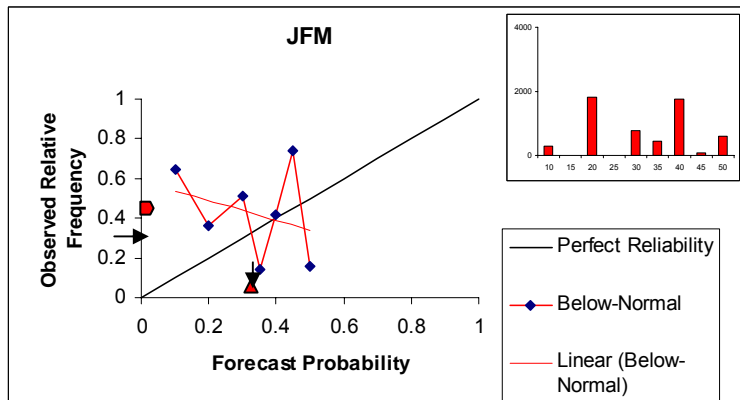 JFM
4000
2000
0
10 15 20 25 30 35 40 45 50
Observed Relative
Frequency
1
0.8
0.6
0.4
0.2
0
0 0.2 0.4 0.6 0.8 1
Forecast Probability
Perfect Reliability
Below-Normal
Linear (Below-
Normal)